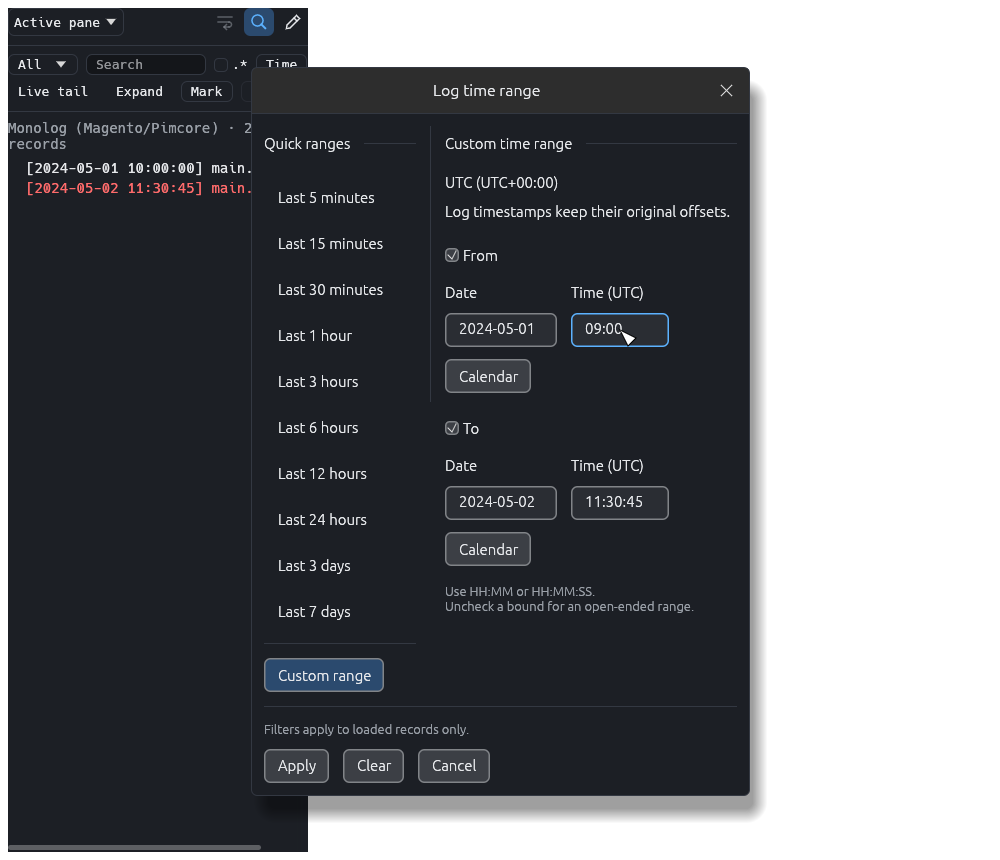 Active pane
All Search .* Time
Live tail Expand Mark
Monolog (Magento/Pimcore) · 2
records
[2024-05-01 10:00:00] main.
[2024-05-02 11:30:45] main.
Log time range
Quick ranges
Last 5 minutes
Last 15 minutes
Last 30 minutes
Last 1 hour
Last 3 hours
Last 6 hours
Last 12 hours
Last 24 hours
Last 3 days
Last 7 days
Custom range
Custom time range
UTC (UTC+00:00)
Log timestamps keep their original offsets.
From
Date Time (UTC)
2024-05-01 09:00
Calendar
To
Date Time (UTC)
2024-05-02 11:30:45
Calendar
Use HH:MM or HH:MM:SS.
Uncheck a bound for an open-ended range.
Filters apply to loaded records only.
Apply Clear Cancel